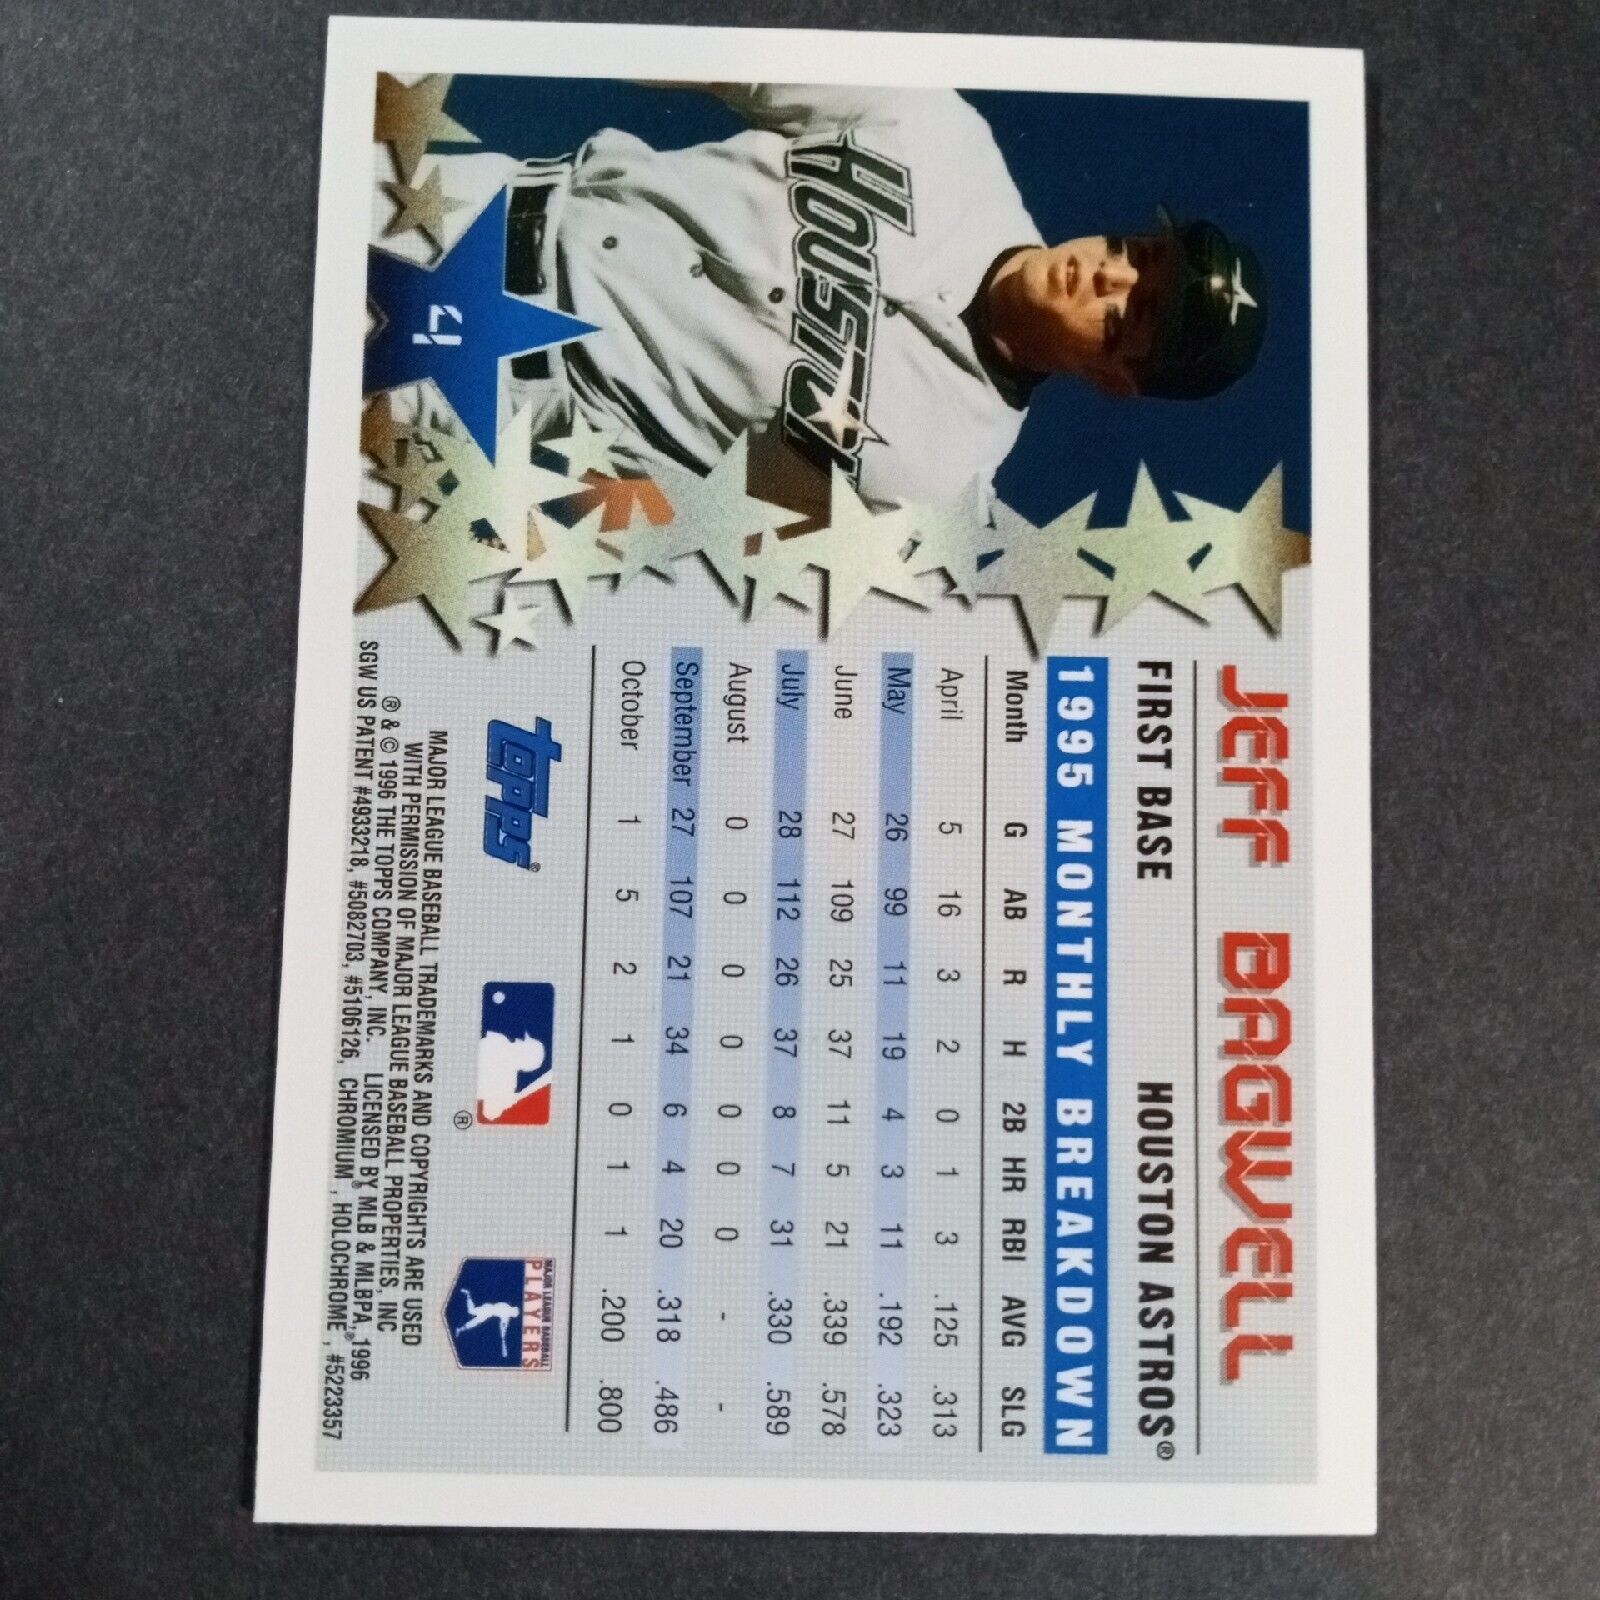 JEFF BAGWELL
FIRST BASE HOUSTON ASTROS®
1995 MONTHLY BREAKDOWN
Month G AB R H 2B HR RBI AVG SLG
April 5 16 3 2 0 1 3 .125 .313
May 26 99 11 19 4 3 11 .192 .323
June 27 109 25 37 11 5 21 .339 .578
July 28 112 26 37 8 7 31 .330 .589
August 0 0 0 0 0 0 0 - -
September 27 107 21 34 6 4 20 .318 .486
October 1 5 2 1 0 1 1 .200 .800
HOUSTON
4
TOPPS®
®
MAJOR LEAGUE BASEBALL
PLAYERS
MAJOR LEAGUE BASEBALL TRADEMARKS AND COPYRIGHTS ARE USED
WITH PERMISSION OF MAJOR LEAGUE BASEBALL PROPERTIES, INC
® & © 1996 THE TOPPS COMPANY, INC. LICENSED BY MLB & MLBPA, 1996
SGW US PATENT #4933218, #5082703, #5106126, CHROMIUM®, HOLOCHROME®, #5223357